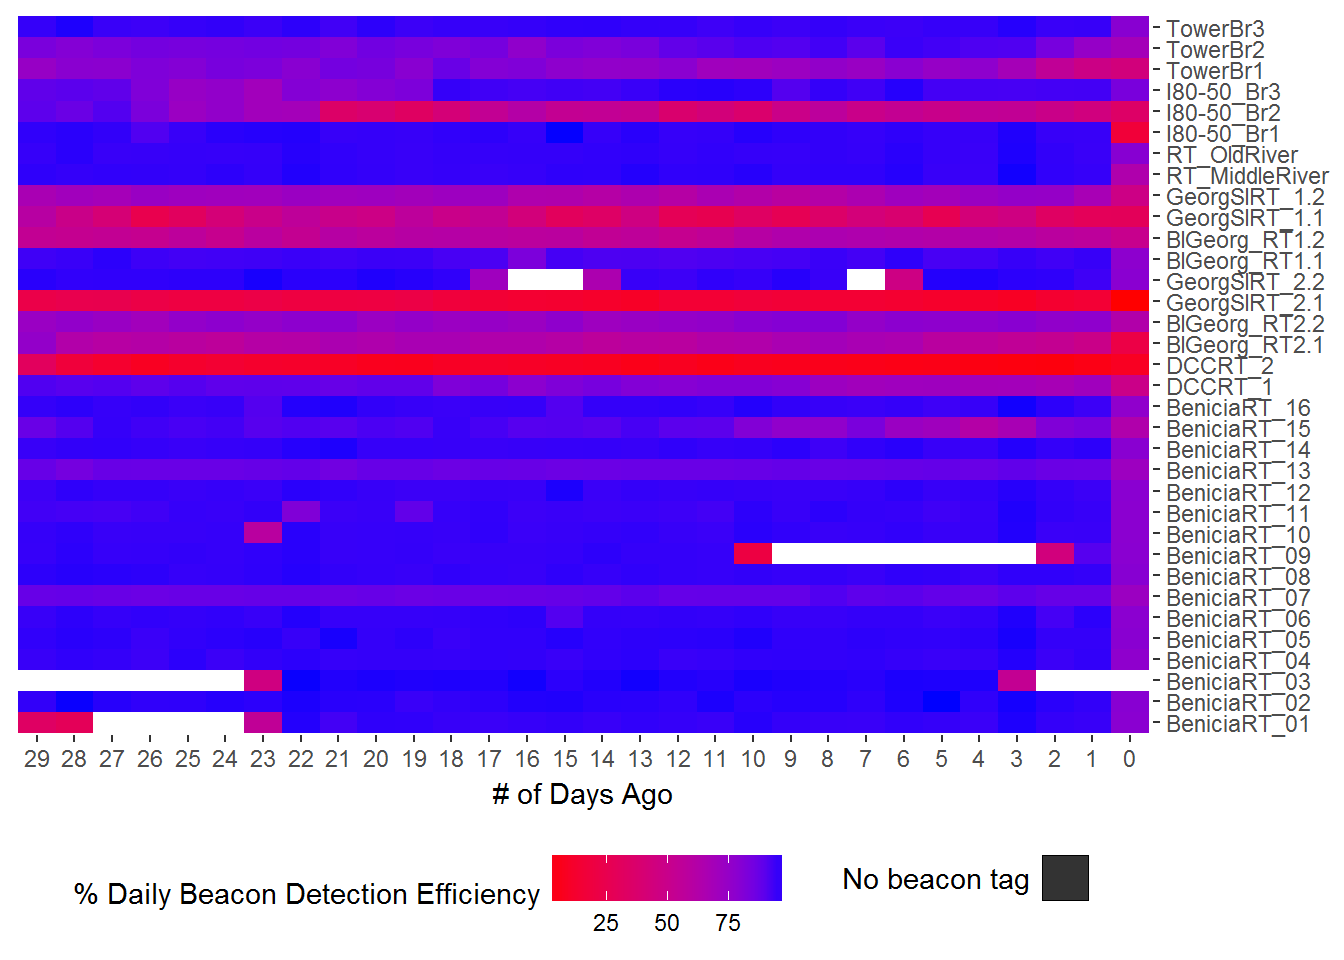 TowerBr3
TowerBr2
TowerBr1
I80-50_Br3
I80-50_Br2
I80-50_Br1
RT_OldRiver
RT_MiddleRiver
GeorgSlRT_1.2
GeorgSlRT_1.1
BlGeorg_RT1.2
BlGeorg_RT1.1
GeorgSlRT_2.2
GeorgSlRT_2.1
BlGeorg_RT2.2
BlGeorg_RT2.1
DCCRT_2
DCCRT_1
BeniciaRT_16
BeniciaRT_15
BeniciaRT_14
BeniciaRT_13
BeniciaRT_12
BeniciaRT_11
BeniciaRT_10
BeniciaRT_09
BeniciaRT_08
BeniciaRT_07
BeniciaRT_06
BeniciaRT_05
BeniciaRT_04
BeniciaRT_03
BeniciaRT_02
BeniciaRT_01
29 28 27 26 25 24 23 22 21 20 19 18 17 16 15 14 13 12 11 10 9 8 7 6 5 4 3 2 1 0
# of Days Ago
% Daily Beacon Detection Efficiency
25 50 75
No beacon tag